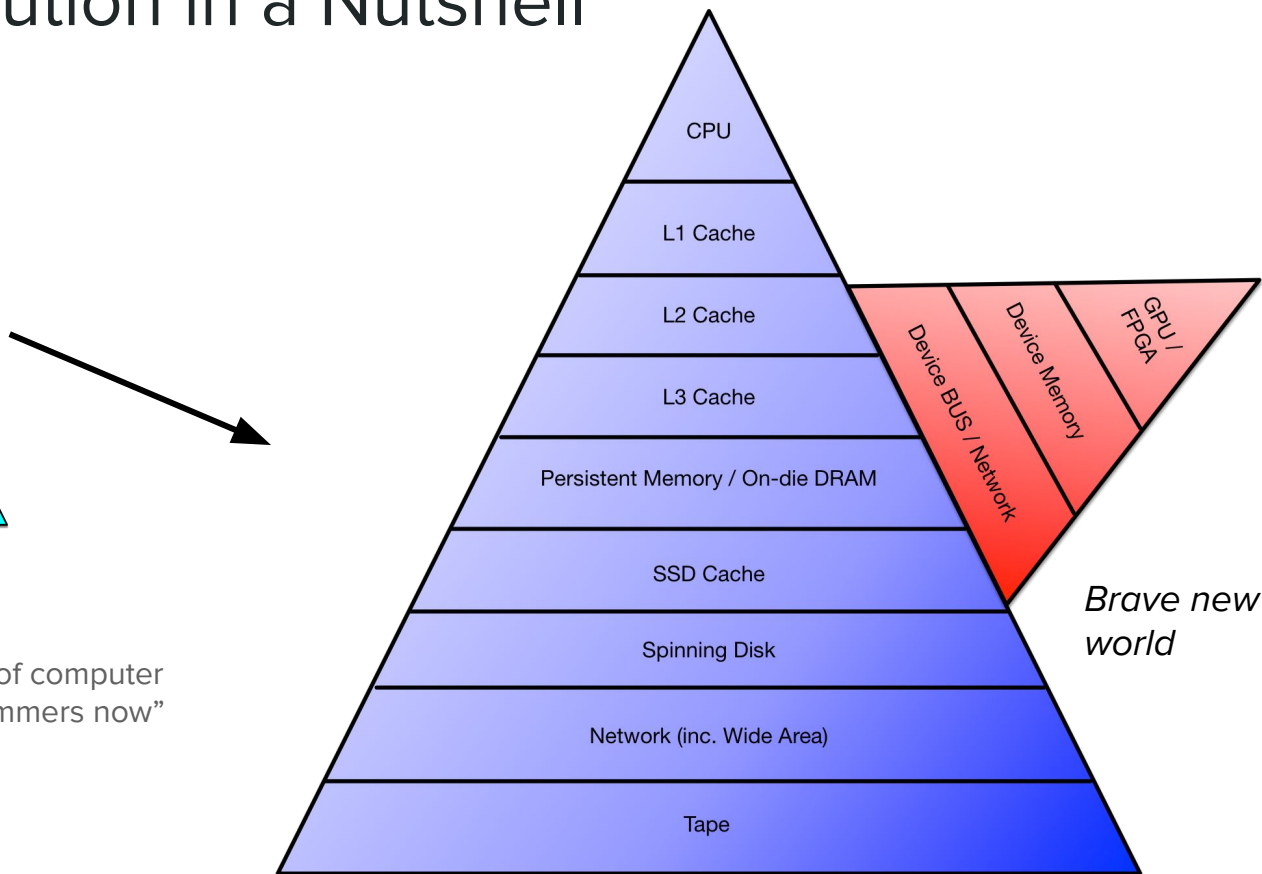 ution in a Nutshell
CPU
L1 Cache
L2 Cache
L3 Cache
Persistent Memory / On-die DRAM
SSD Cache
Spinning Disk
Network (inc. Wide Area)
Tape
Device BUS / Network
Device Memory
GPU /
FPGA
Brave new
world
of computer
mmers now”